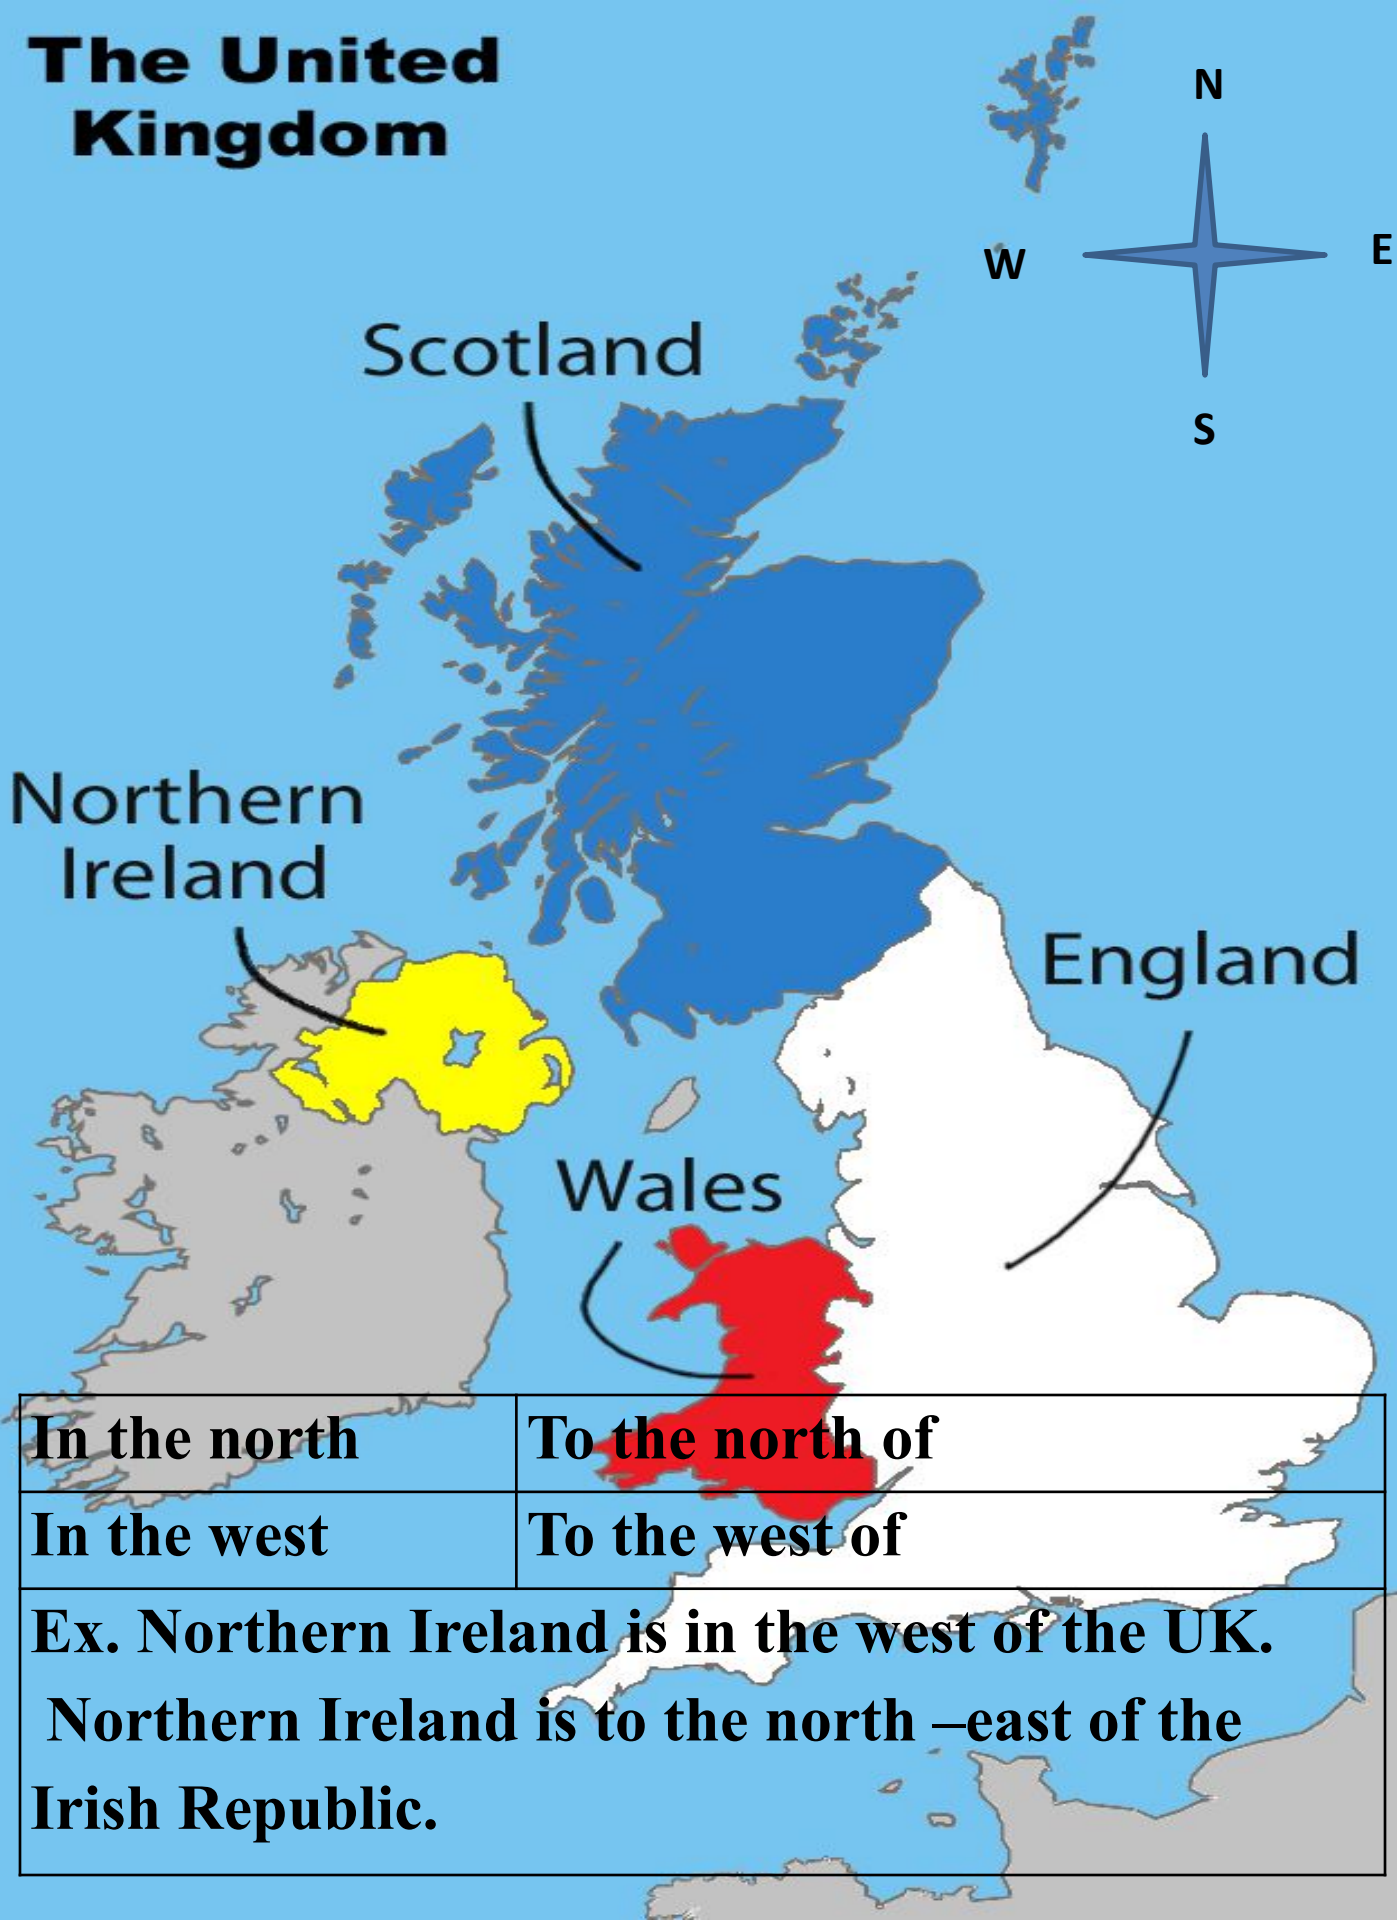 The United
Kingdom
N
W
E
S
Scotland
Northern
Ireland
England
Wales
In the north
To the north of
In the west
To the west of
Ex. Northern Ireland is in the west of the UK.
Northern Ireland is to the north –east of the
Irish Republic.